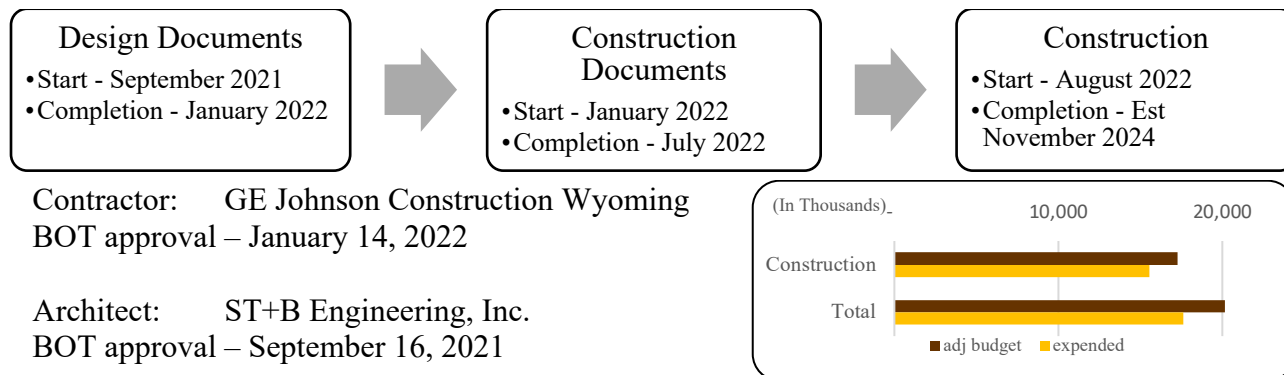 Design Documents
•Start - September 2021
•Completion - January 2022
Construction
Documents
•Start - January 2022
•Completion - July 2022
Construction
•Start - August 2022
•Completion - Est
November 2024
Contractor: GE Johnson Construction Wyoming
BOT approval – January 14, 2022
Architect: ST+B Engineering, Inc.
BOT approval – September 16, 2021
(In Thousands) - 10,000 20,000
Construction
Total
adj budget expended